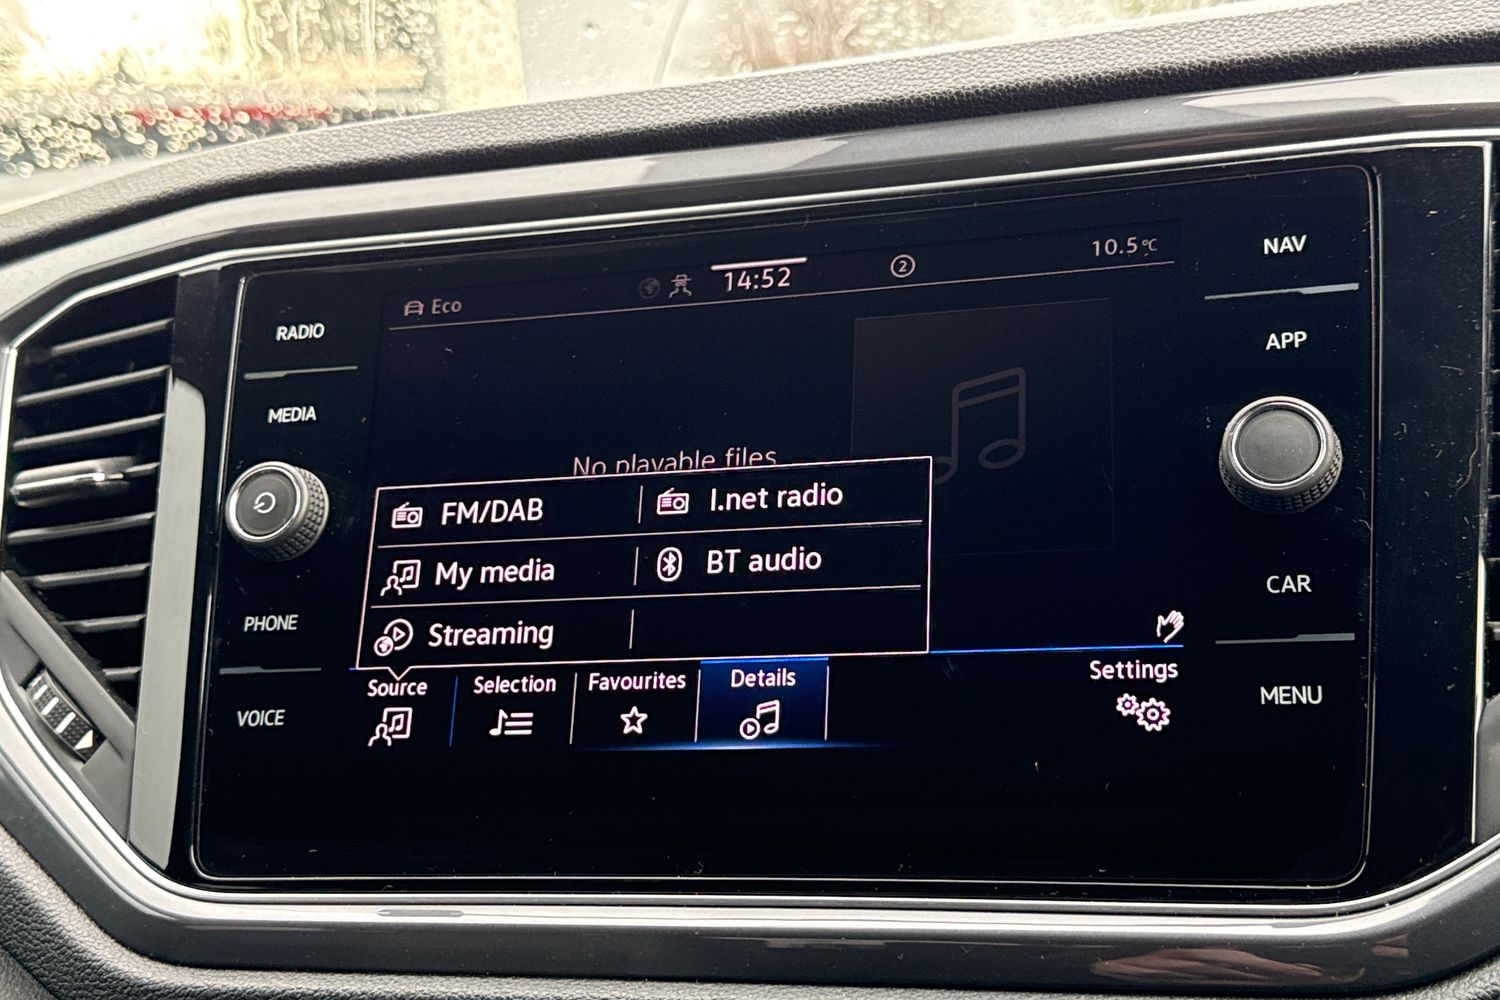 Eco
14:52
2
10.5°C
RADIO
MEDIA
PHONE
VOICE
No playable files
FM/DAB
I.net radio
My media
BT audio
Streaming
Source
Selection
Favourites
Details
Settings
NAV
APP
CAR
MENU